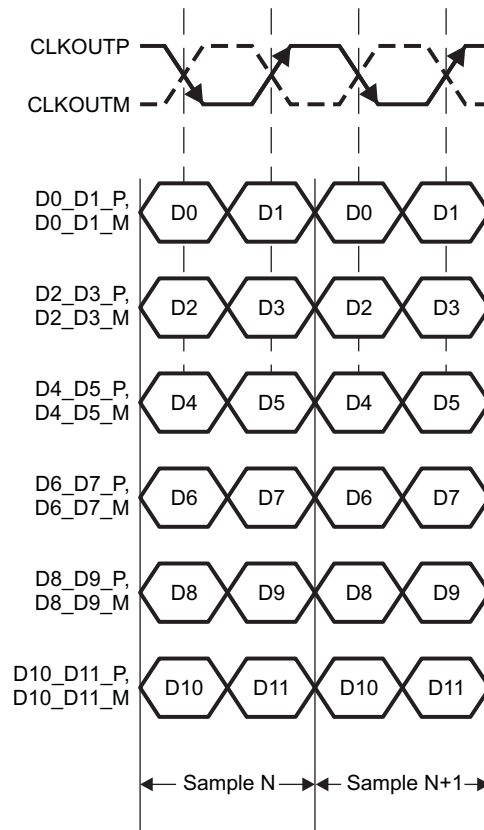 CLKOUTP
CLKOUTM
D0_D1_P,
D0_D1_M
D0 D1 D0 D1
D2_D3_P,
D2_D3_M
D2 D3 D2 D3
D4_D5_P,
D4_D5_M
D4 D5 D4 D5
D6_D7_P,
D6_D7_M
D6 D7 D6 D7
D8_D9_P,
D8_D9_M
D8 D9 D8 D9
D10_D11_P,
D10_D11_M
D10 D11 D10 D11
Sample N Sample N+1